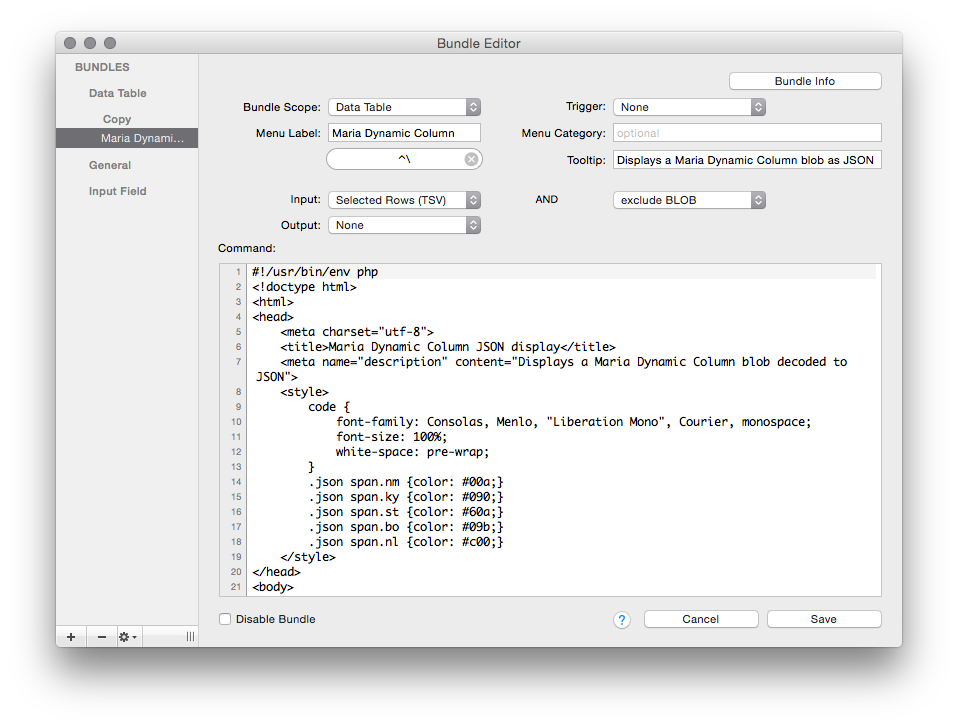 Bundle Editor
BUNDLES
Data Table
Copy
Maria Dynami...
General
Input Field
Bundle Info
Bundle Scope: Data Table
Trigger: None
Menu Label: Maria Dynamic Column
Menu Category: optional
^\
Tooltip: Displays a Maria Dynamic Column blob as JSON
Input: Selected Rows (TSV)
AND
exclude BLOB
Output: None
Command:
1 #!/usr/bin/env php
2 <!doctype html>
3 <html>
4 <head>
5 <meta charset="utf-8">
6 <title>Maria Dynamic Column JSON display</title>
7 <meta name="description" content="Displays a Maria Dynamic Column blob decoded to
JSON">
8 <style>
9 code {
10 font-family: Consolas, Menlo, "Liberation Mono", Courier, monospace;
11 font-size: 100%;
12 white-space: pre-wrap;
13 }
14 .json span.nm {color: #00a;}
15 .json span.ky {color: #090;}
16 .json span.st {color: #60a;}
17 .json span.bo {color: #09b;}
18 .json span.nl {color: #c00;}
19 </style>
20 </head>
21 <body>
Disable Bundle
?
Cancel
Save